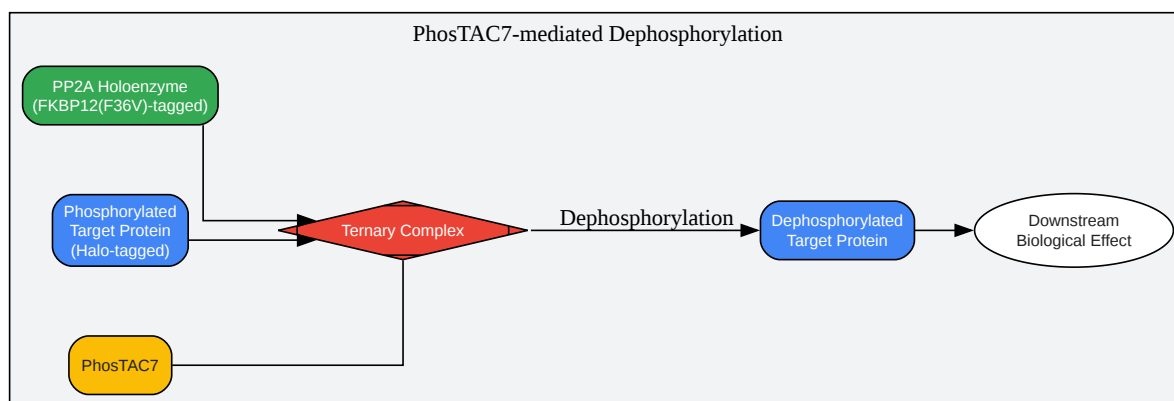 PhosTAC7-mediated Dephosphorylation
PP2A Holoenzyme
(FKBP12(F36V)-tagged)
Phosphorylated
Target Protein
(Halo-tagged)
PhosTAC7
Ternary Complex
Dephosphorylation
Dephosphorylated
Target Protein
Downstream
Biological Effect